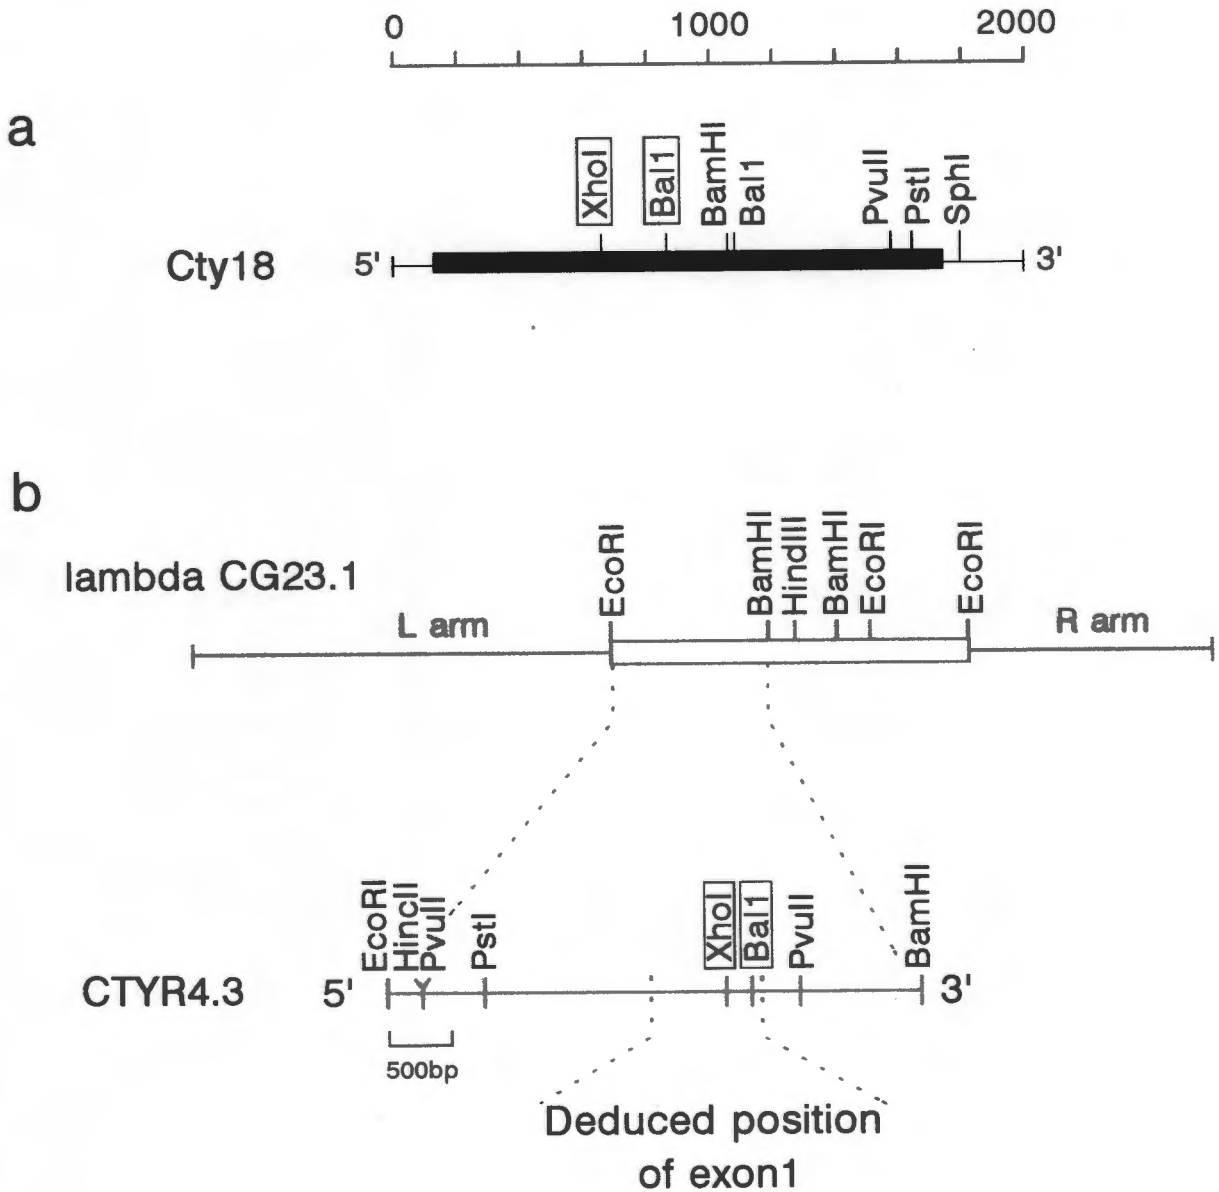 0 1000 2000
a
XhoI Bal1 BamHI Bal1 PvuII PstI SphI
Cty18 5' 3'
b
lambda CG23.1
EcoRI BamHI HindIII BamHI EcoRI EcoRI
L arm R arm
EcoRI HincII PvuII PstI XhoI Bal1 PvuII BamHI
CTYR4.3 5' 3'
500bp
Deduced position
of exon1